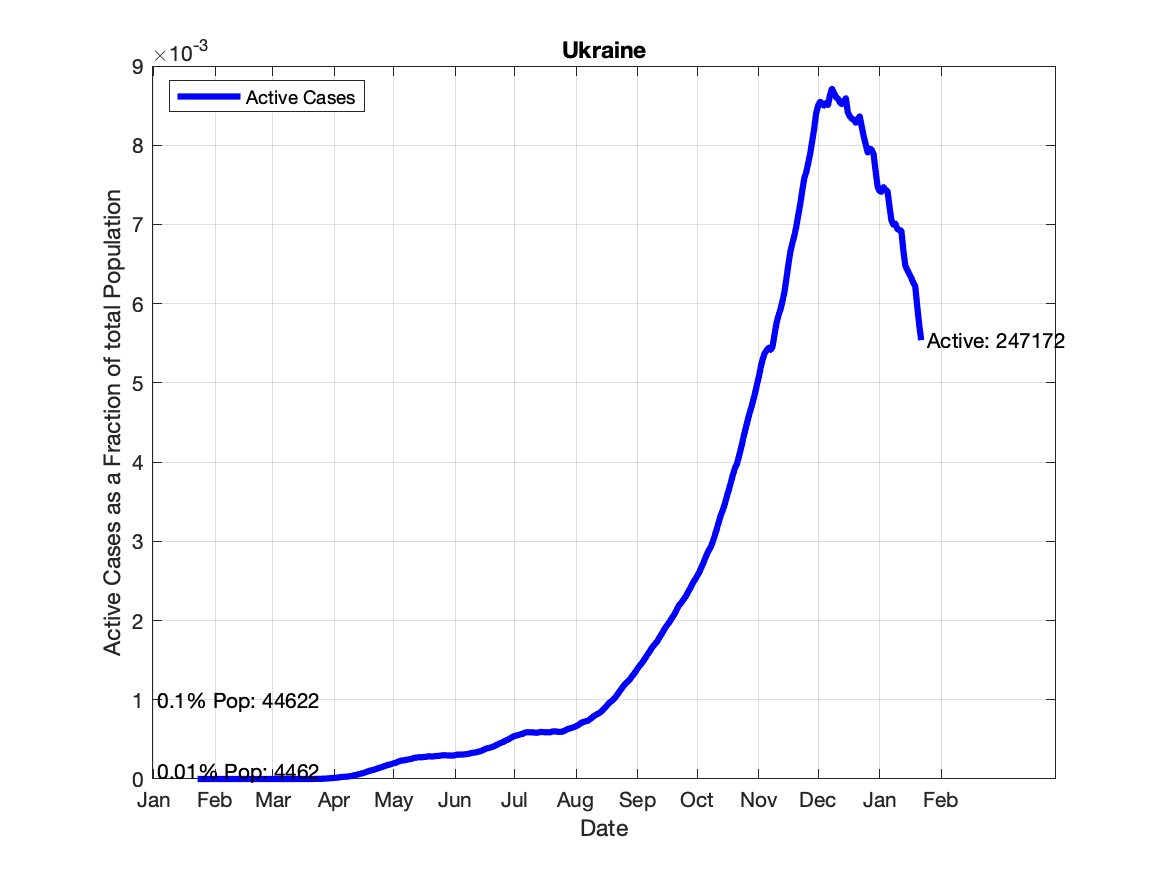 Ukraine
×10-3
9
8
7
6
5
4
3
2
1
0
Active Cases as a Fraction of total Population
Active Cases
Active: 247172
0.1% Pop: 44622
0.01% Pop: 4462
Jan Feb Mar Apr May Jun Jul Aug Sep Oct Nov Dec Jan Feb
Date